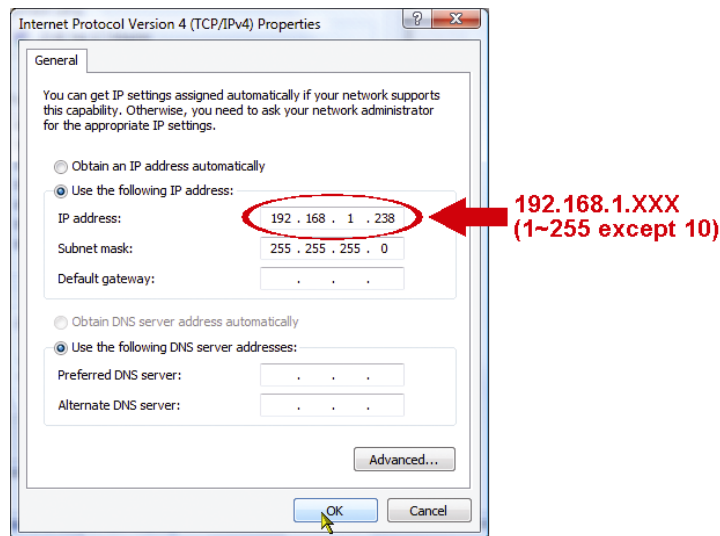 Internet Protocol Version 4 (TCP/IPv4) Properties
General
You can get IP settings assigned automatically if your network supports
this capability. Otherwise, you need to ask your network administrator
for the appropriate IP settings.
Obtain an IP address automatically
Use the following IP address:
IP address: 192 . 168 . 1 . 238
192.168.1.XXX
(1~255 except 10)
Subnet mask: 255 . 255 . 255 . 0
Default gateway: . . .
Obtain DNS server address automatically
Use the following DNS server addresses:
Preferred DNS server: . . .
Alternate DNS server: . . .
Advanced...
OK Cancel